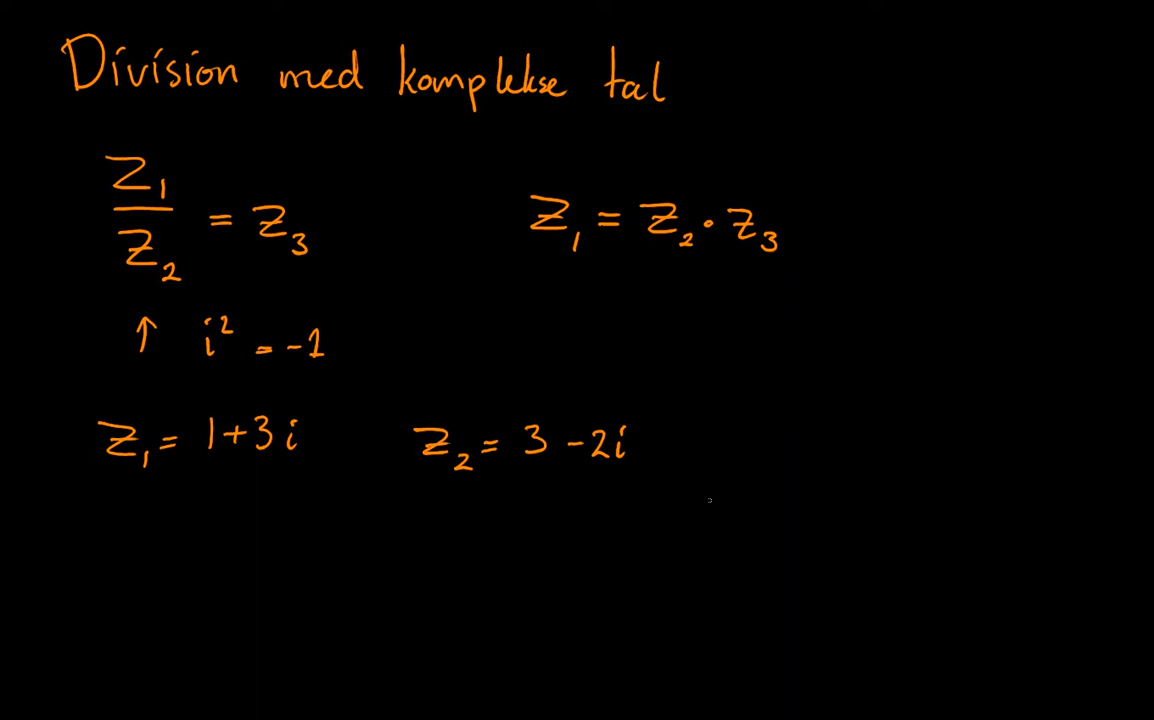 Division med komplekse tal
Z₁/Z₂ = Z₃
Z₁ = Z₂ · Z₃
↑ i² = -1
Z₁ = 1+3i
Z₂ = 3-2i